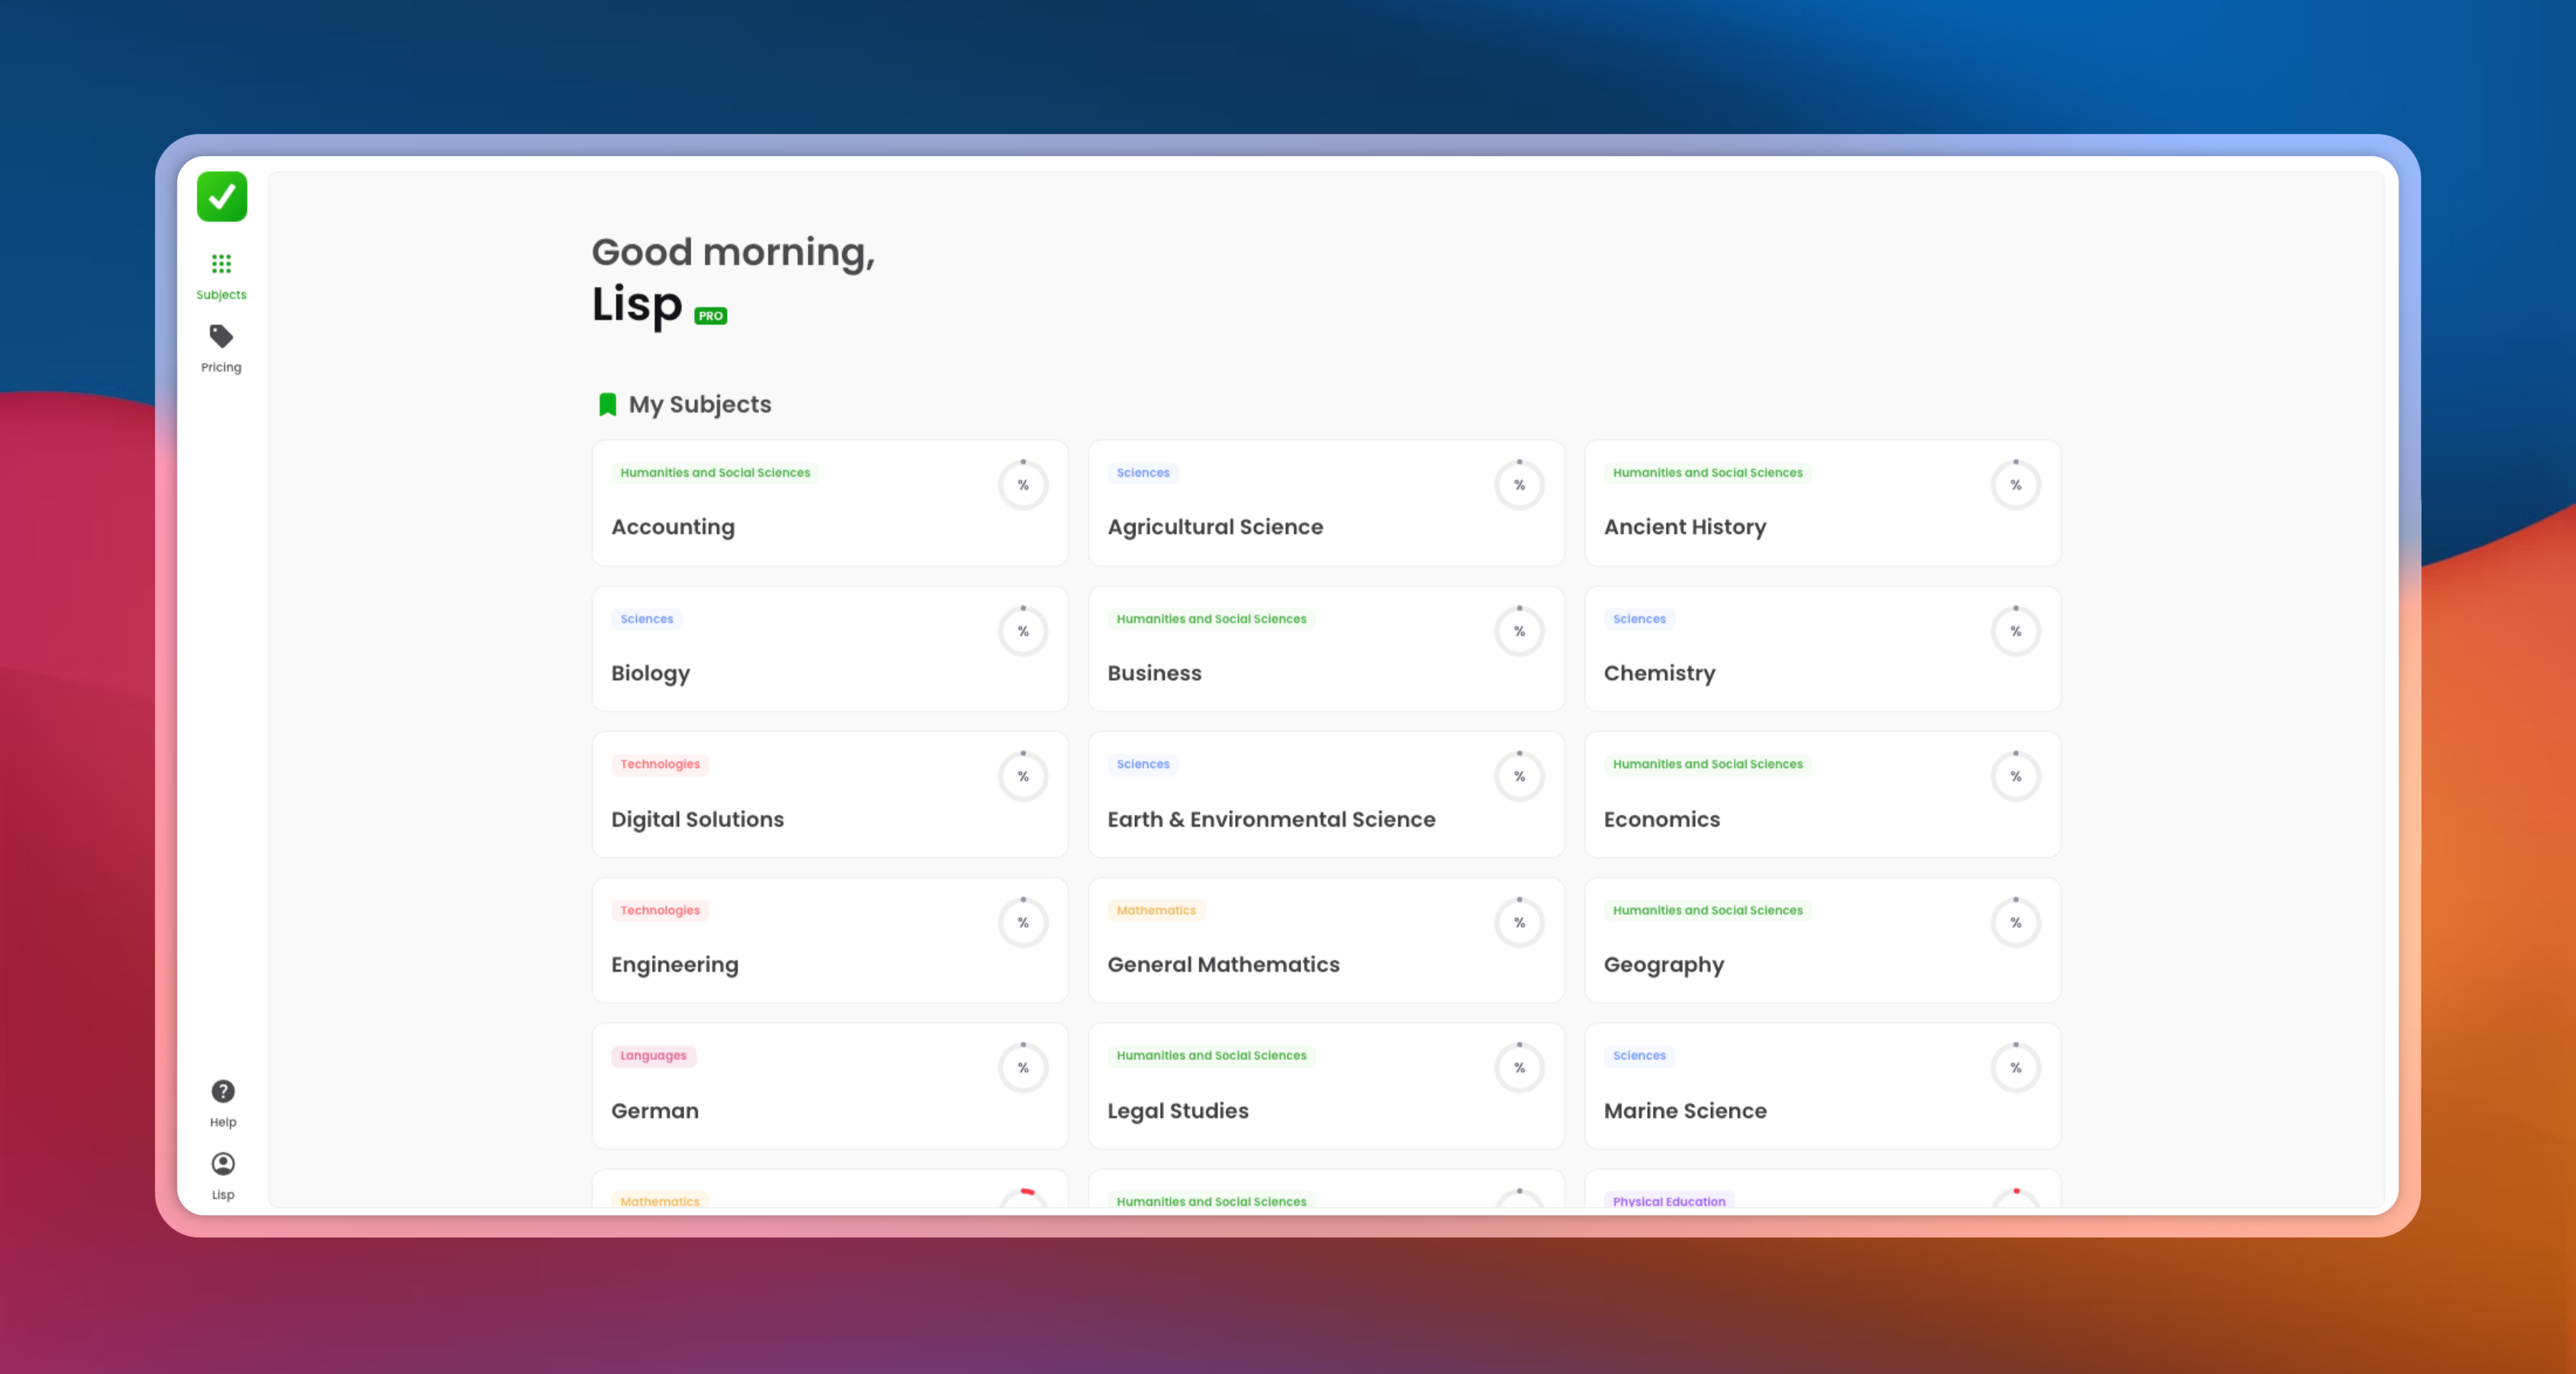 Subjects
Pricing
Help
Lisp
Good morning,
Lisp PRO
My Subjects
Humanities and Social Sciences
%
Accounting
Sciences
%
Agricultural Science
Humanities and Social Sciences
%
Ancient History
Sciences
%
Biology
Humanities and Social Sciences
%
Business
Sciences
%
Chemistry
Technologies
%
Digital Solutions
Sciences
%
Earth & Environmental Science
Humanities and Social Sciences
%
Economics
Technologies
%
Engineering
Mathematics
%
General Mathematics
Humanities and Social Sciences
%
Geography
Languages
%
German
Humanities and Social Sciences
%
Legal Studies
Sciences
%
Marine Science
Mathematics
Humanities and Social Sciences
Physical Education